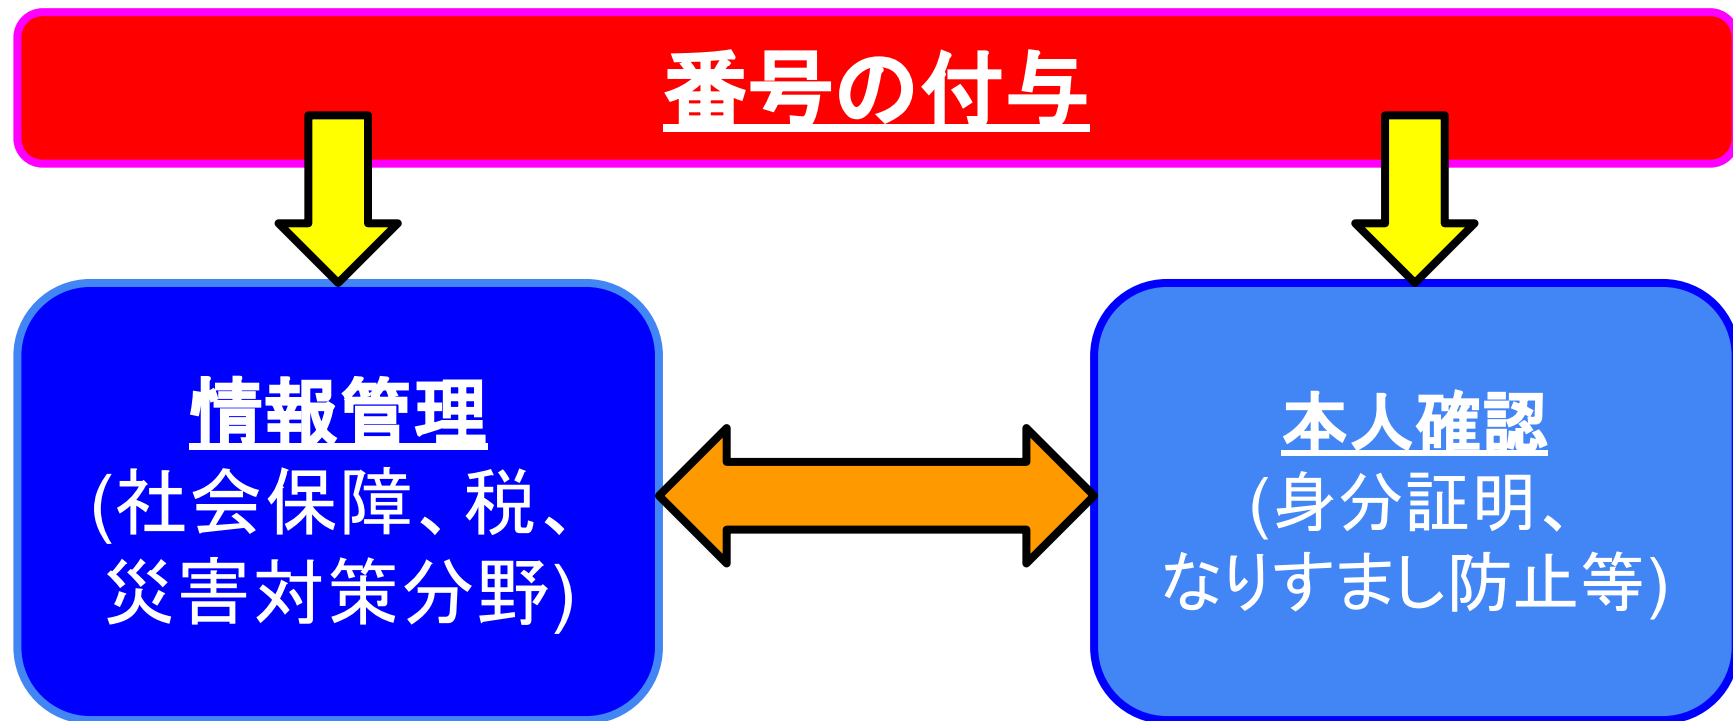 番号の付与
情報管理
(社会保障、税、
災害対策分野)
本人確認
(身分証明、
なりすまし防止等)